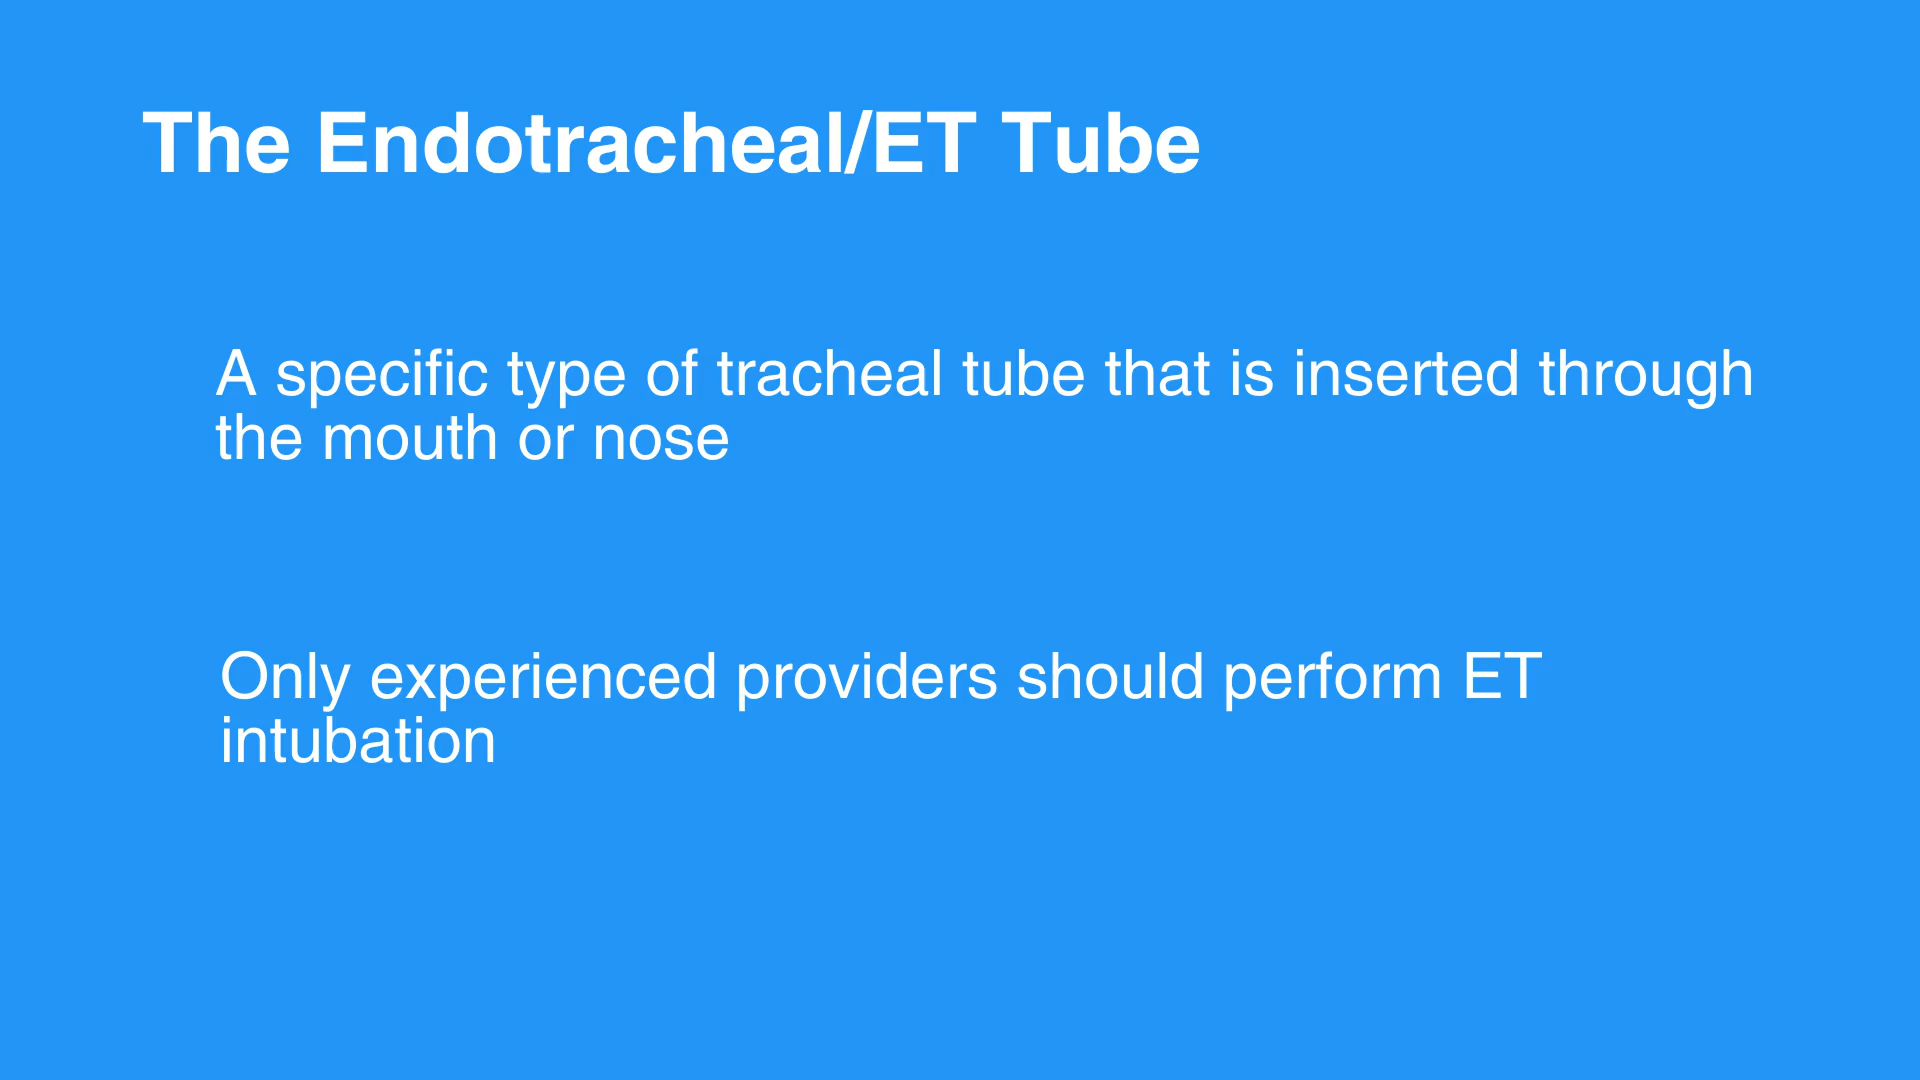 The Endotracheal/ET Tube
A specific type of tracheal tube that is inserted through
the mouth or nose
Only experienced providers should perform ET
intubation